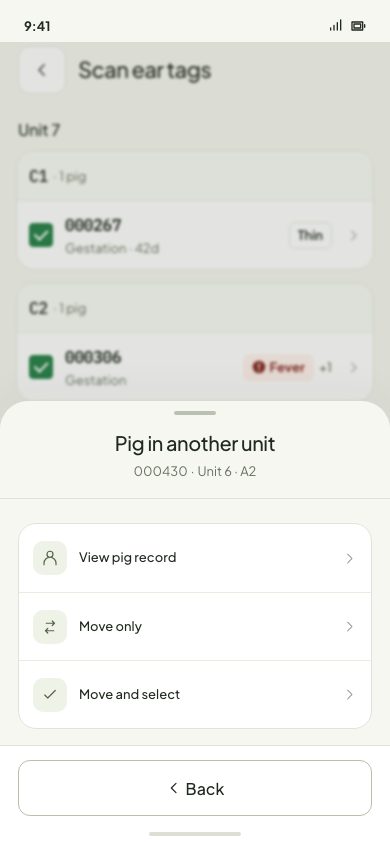 9:41
Scan ear tags
Unit 7
C1 · 1 pig
000267
Gestation · 42d
Thin
C2 · 1 pig
000306
Gestation
Fever +1
Pig in another unit
000430 · Unit 6 · A2
View pig record
Move only
Move and select
Back